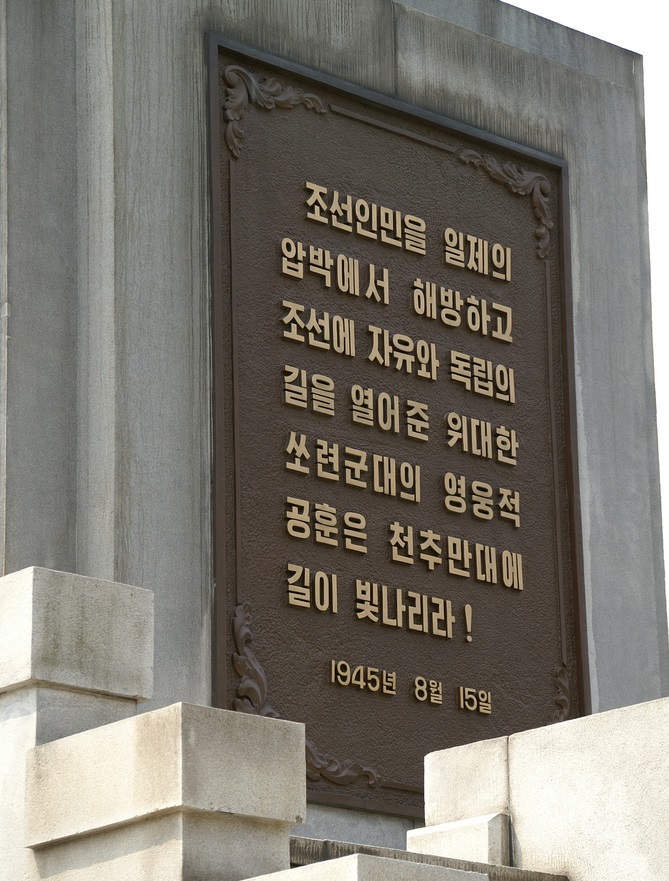 조선인민을 일제의
압박에서 해방하고
조선에 자유와 독립의
길을 열어준 위대한
쏘련군대의 영웅적
공훈은 천추만대에
길이 빛나리라!
1945년 8월 15일